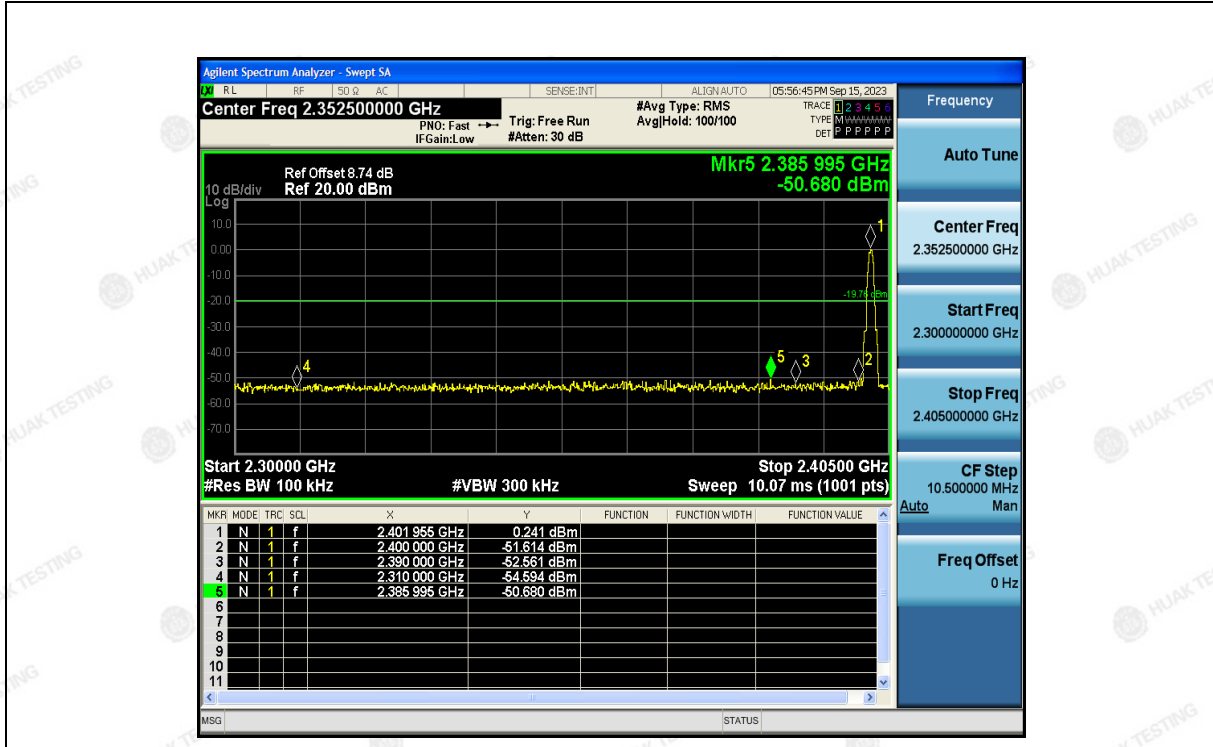 Agilent Spectrum Analyzer - Swept SA
LXI RL RF 50 Ω AC SENSE:INT ALIGN AUTO 05:56:45 PM Sep 15, 2023
Center Freq 2.352500000 GHz
PNO: Fast
IFGain:Low
Trig: Free Run
#Atten: 30 dB
#Avg Type: RMS
Avg|Hold: 100/100
TRACE 1 2 3 4 5 6
TYPE M
DET P P P P P P
Ref Offset 8.74 dB
10 dB/div Ref 20.00 dBm
Log
Mkr5 2.385 995 GHz
-50.680 dBm
10.0
0.00
-10.0
-20.0
-30.0
-40.0
-50.0
-60.0
-70.0
-19.76 dBm
1
2
3
4
5
Start 2.30000 GHz Stop 2.40500 GHz
#Res BW 100 kHz #VBW 300 kHz Sweep 10.07 ms (1001 pts)
MKR MODE TRC SCL X Y FUNCTION FUNCTION WIDTH FUNCTION VALUE
1 N 1 f 2.401 955 GHz 0.241 dBm
2 N 1 f 2.400 000 GHz -51.614 dBm
3 N 1 f 2.390 000 GHz -52.561 dBm
4 N 1 f 2.310 000 GHz -54.594 dBm
5 N 1 f 2.385 995 GHz -50.680 dBm
6
7
8
9
10
11
MSG STATUS
Frequency
Auto Tune
Center Freq
2.352500000 GHz
Start Freq
2.300000000 GHz
Stop Freq
2.405000000 GHz
CF Step
10.500000 MHz
Auto Man
Freq Offset
0 Hz
HUAK TESTING